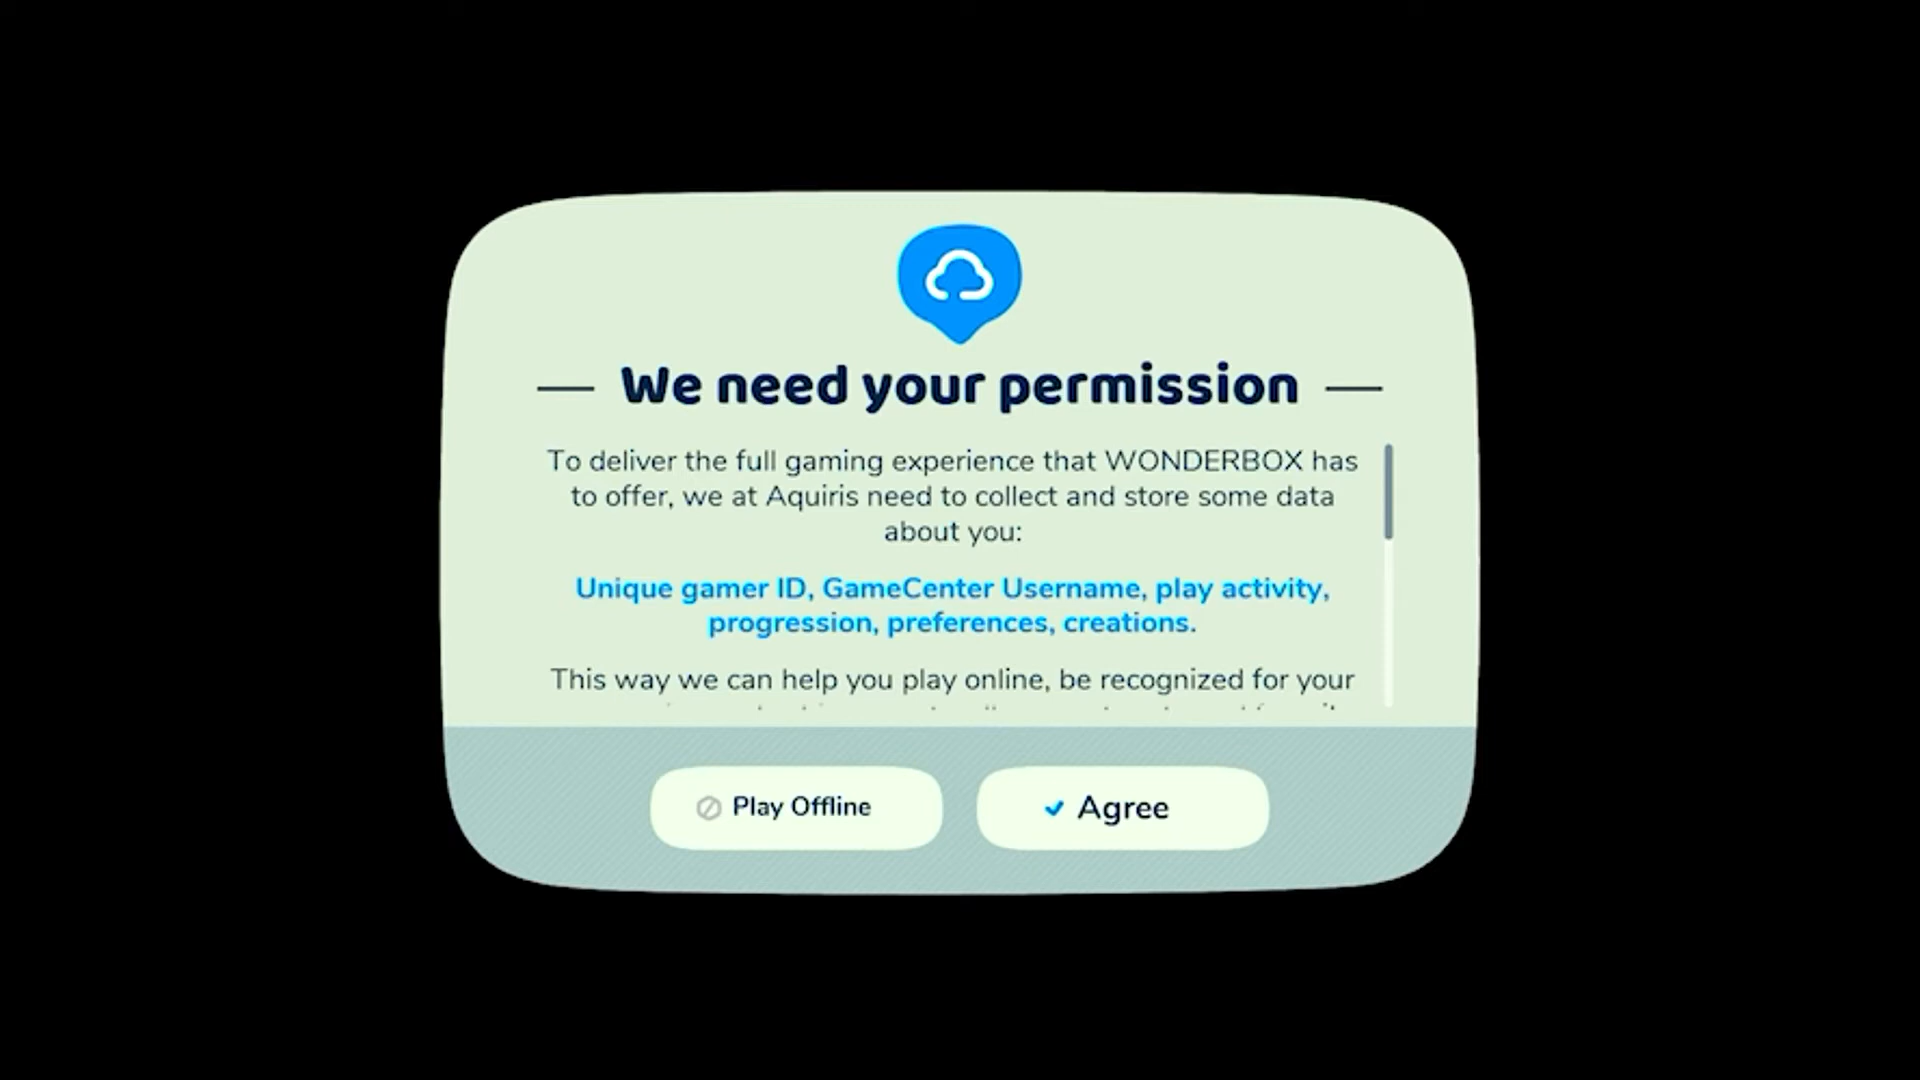 We need your permission
To deliver the full gaming experience that WONDERBOX has
to offer, we at Aquiris need to collect and store some data
about you:
Unique gamer ID, GameCenter Username, play activity,
progression, preferences, creations.
This way we can help you play online, be recognized for your
Play Offline
Agree